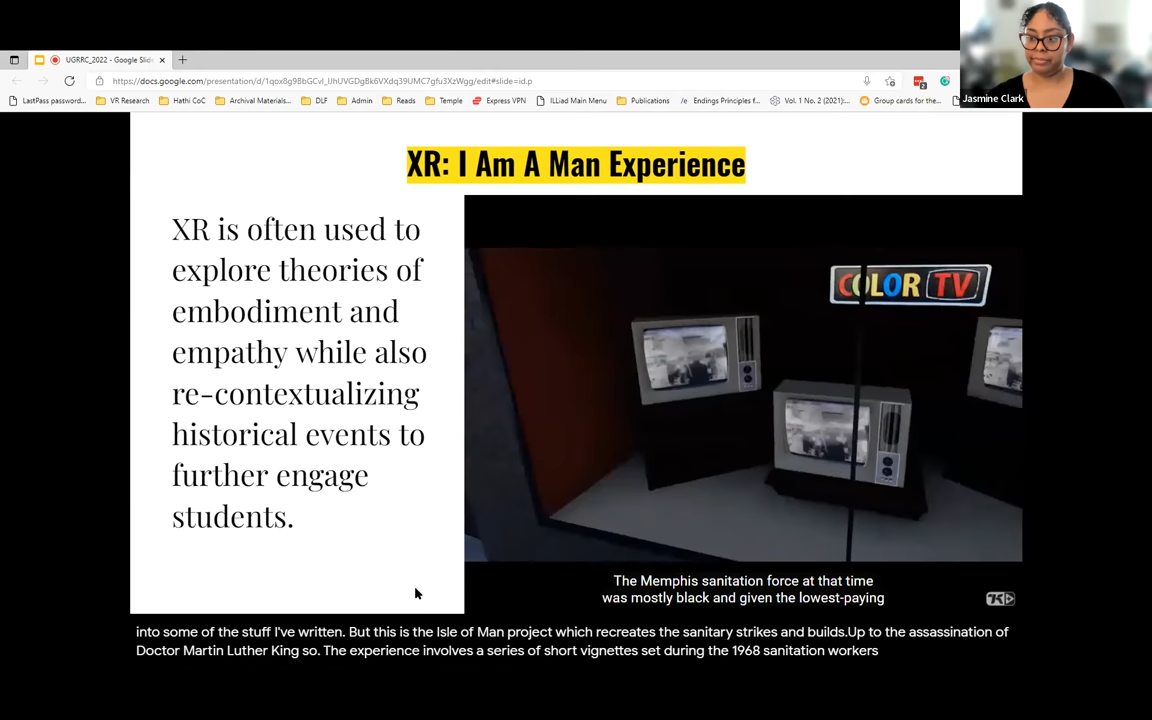 UGRRC_2022 - Google Slide
https://docs.google.com/presentation/d/1qox8g9BbGCvl_IJhUVGDgBk6VXdq39UMC7gfu3XzWgg/edit#slide=id.p
LastPass password... VR Research Hathi CoC Archival Materials... DLF Admin Reads Temple Express VPN ILLiad Main Menu Publications Endings Principles f... Vol. 1 No. 2 (2021):... Group cards for the...
Jasmine Clark
XR: I Am A Man Experience
XR is often used to
explore theories of
embodiment and
empathy while also
re-contextualizing
historical events to
further engage
students.
COLOR TV
The Memphis sanitation force at that time
was mostly black and given the lowest-paying
into some of the stuff I've written. But this is the Isle of Man project which recreates the sanitary strikes and builds.Up to the assassination of
Doctor Martin Luther King so. The experience involves a series of short vignettes set during the 1968 sanitation workers